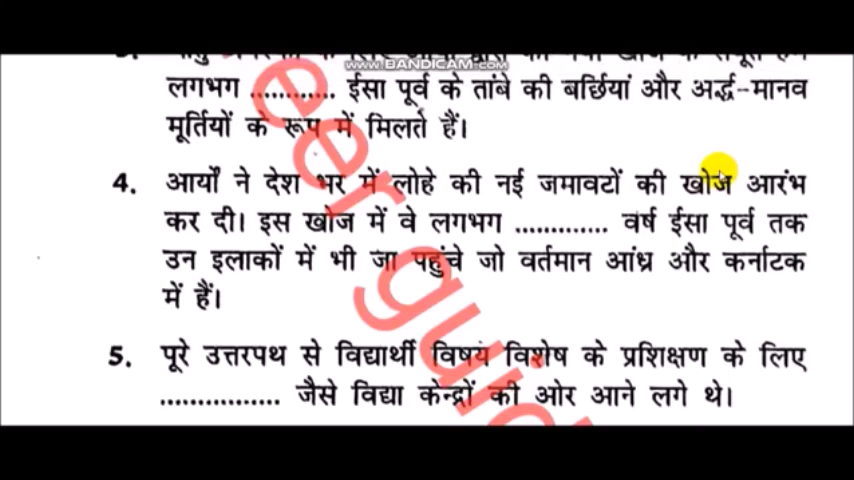 WWW.BANDICAM.COM
लगभग ............ ईसा पूर्व के तांबे की बर्छियां और अर्द्ध-मानव
मूर्तियों के रूप में मिलते हैं।
4. आर्यों ने देश भर में लोहे की नई जमावटों की खोज आरंभ
कर दी। इस खोज में वे लगभग ............. वर्ष ईसा पूर्व तक
उन इलाकों में भी जा पहुंचे जो वर्तमान आंध्र और कर्नाटक
में हैं।
5. पूरे उत्तरपथ से विद्यार्थी विषय विशेष के प्रशिक्षण के लिए
................ जैसे विद्या केन्द्रों की ओर आने लगे थे।
eer guid